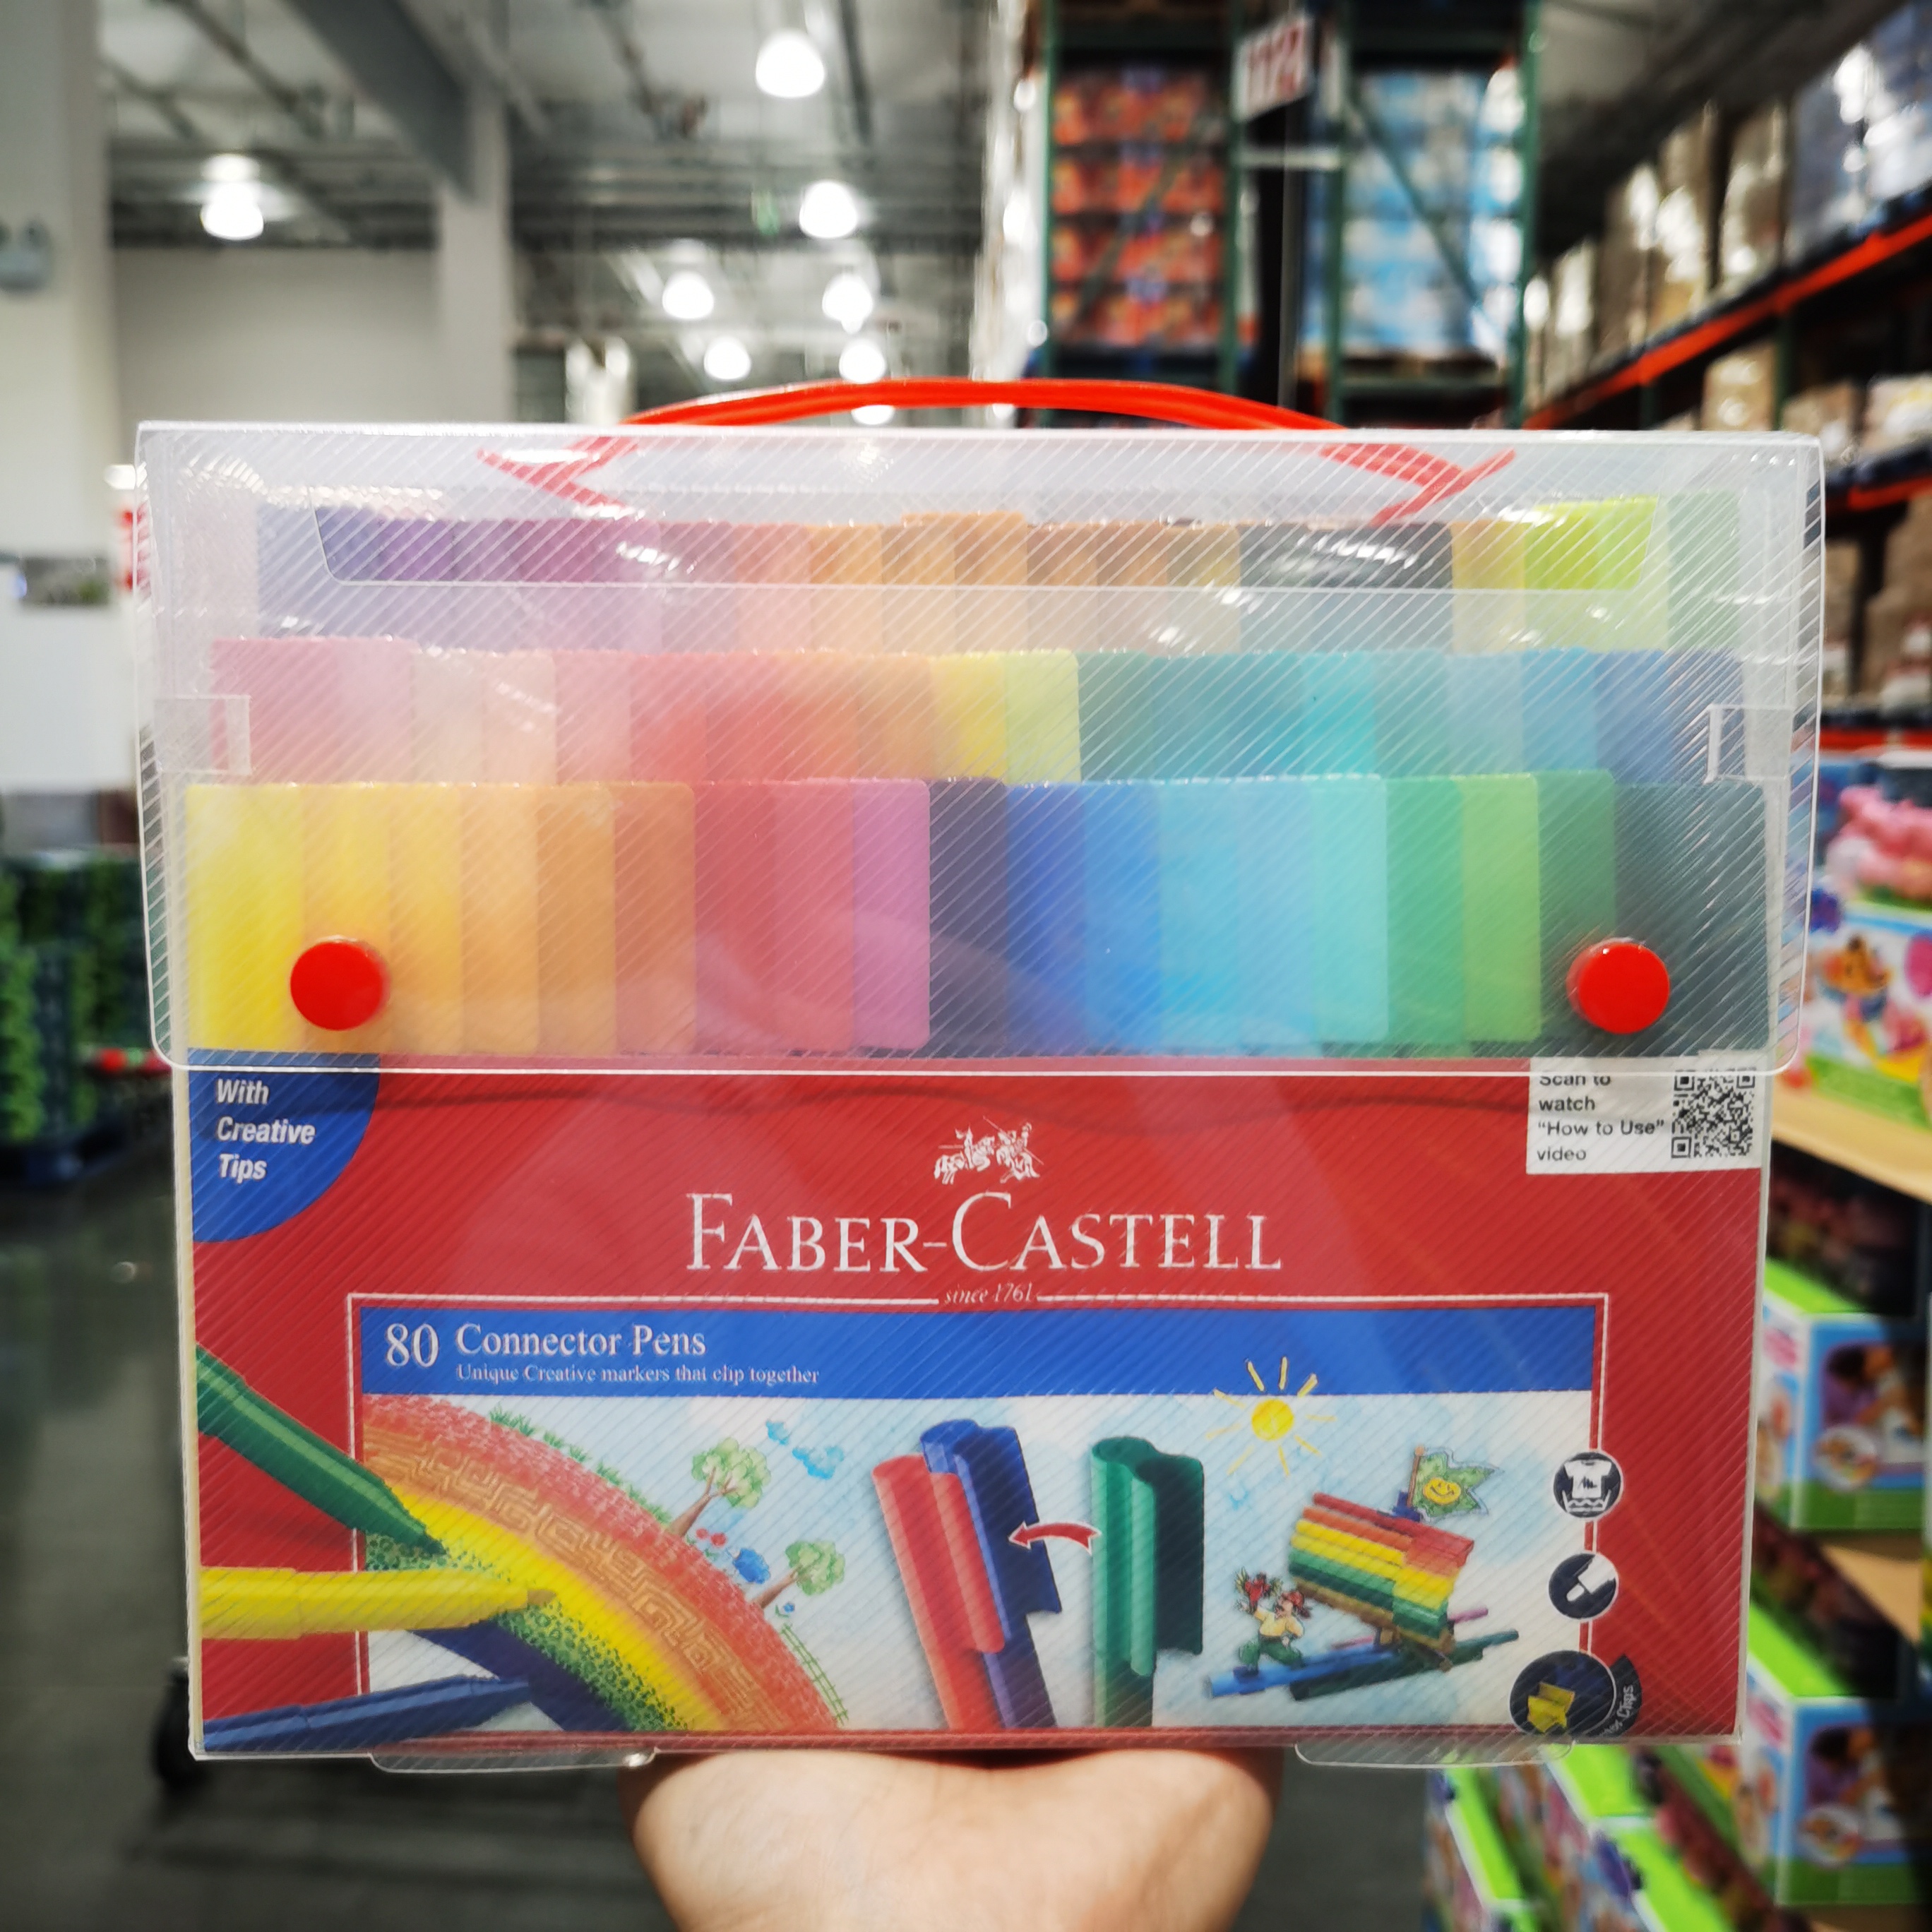 With
Creative
Tips
Scan to
watch
"How to Use"
video
FABER-CASTELL
since 1761
80 Connector Pens
Unique Creative markers that clip together
Clips